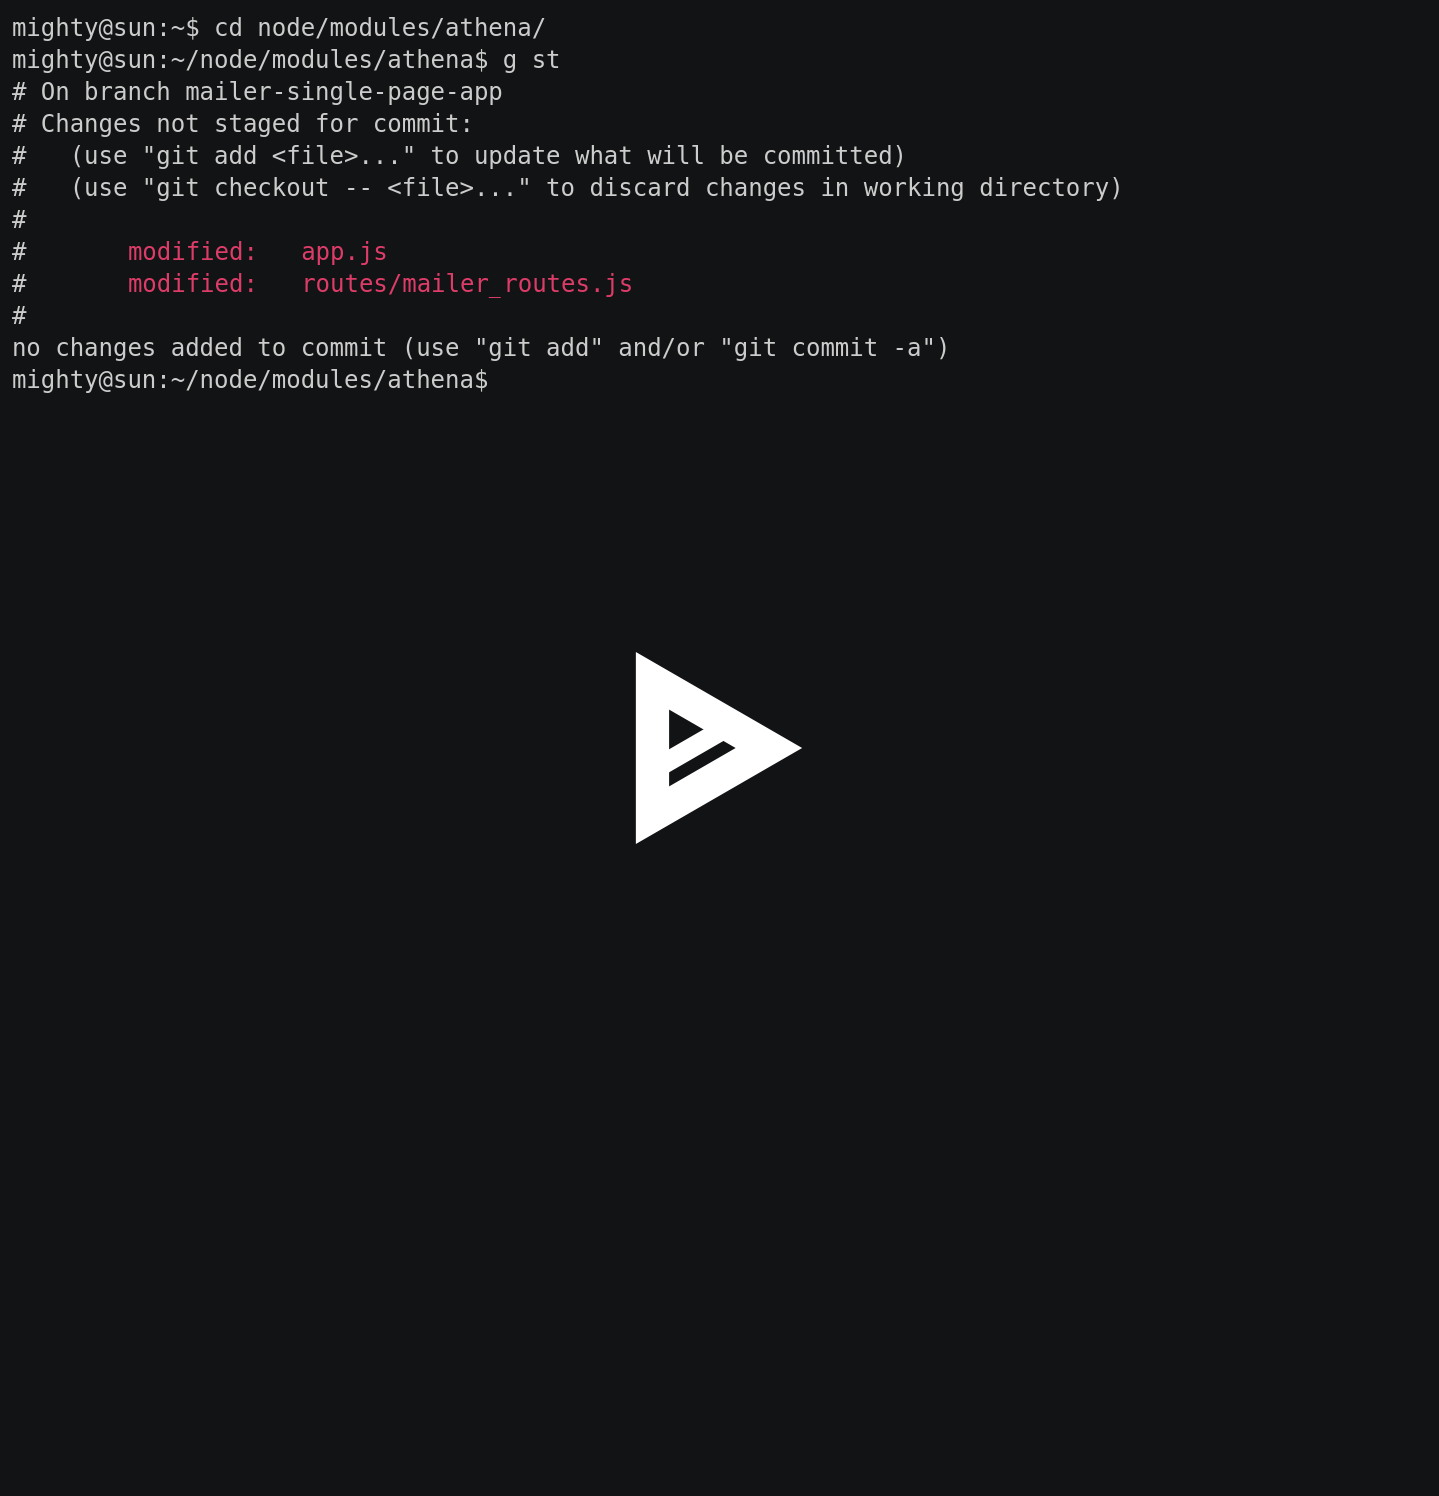 mighty@sun:~$ cd node/modules/athena/
mighty@sun:~/node/modules/athena$ g st
# On branch mailer-single-page-app
# Changes not staged for commit:
#   (use "git add <file>..." to update what will be committed)
#   (use "git checkout -- <file>..." to discard changes in working directory)
#
#       modified:   app.js
#       modified:   routes/mailer_routes.js
#
no changes added to commit (use "git add" and/or "git commit -a")
mighty@sun:~/node/modules/athena$